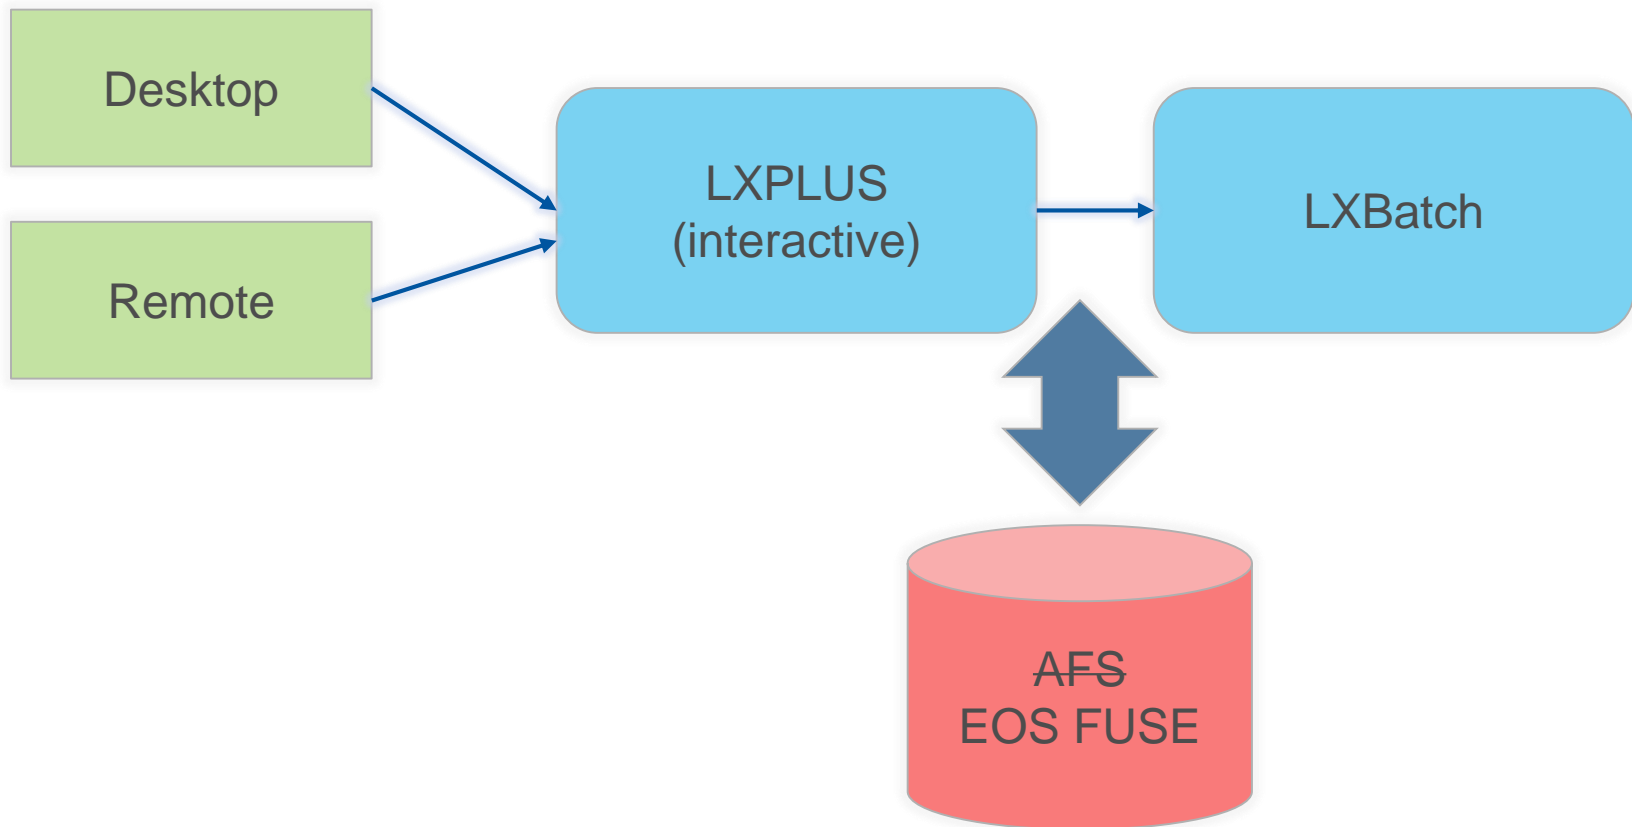 Desktop
Remote
LXPLUS
(interactive)
LXBatch
AFS
EOS FUSE